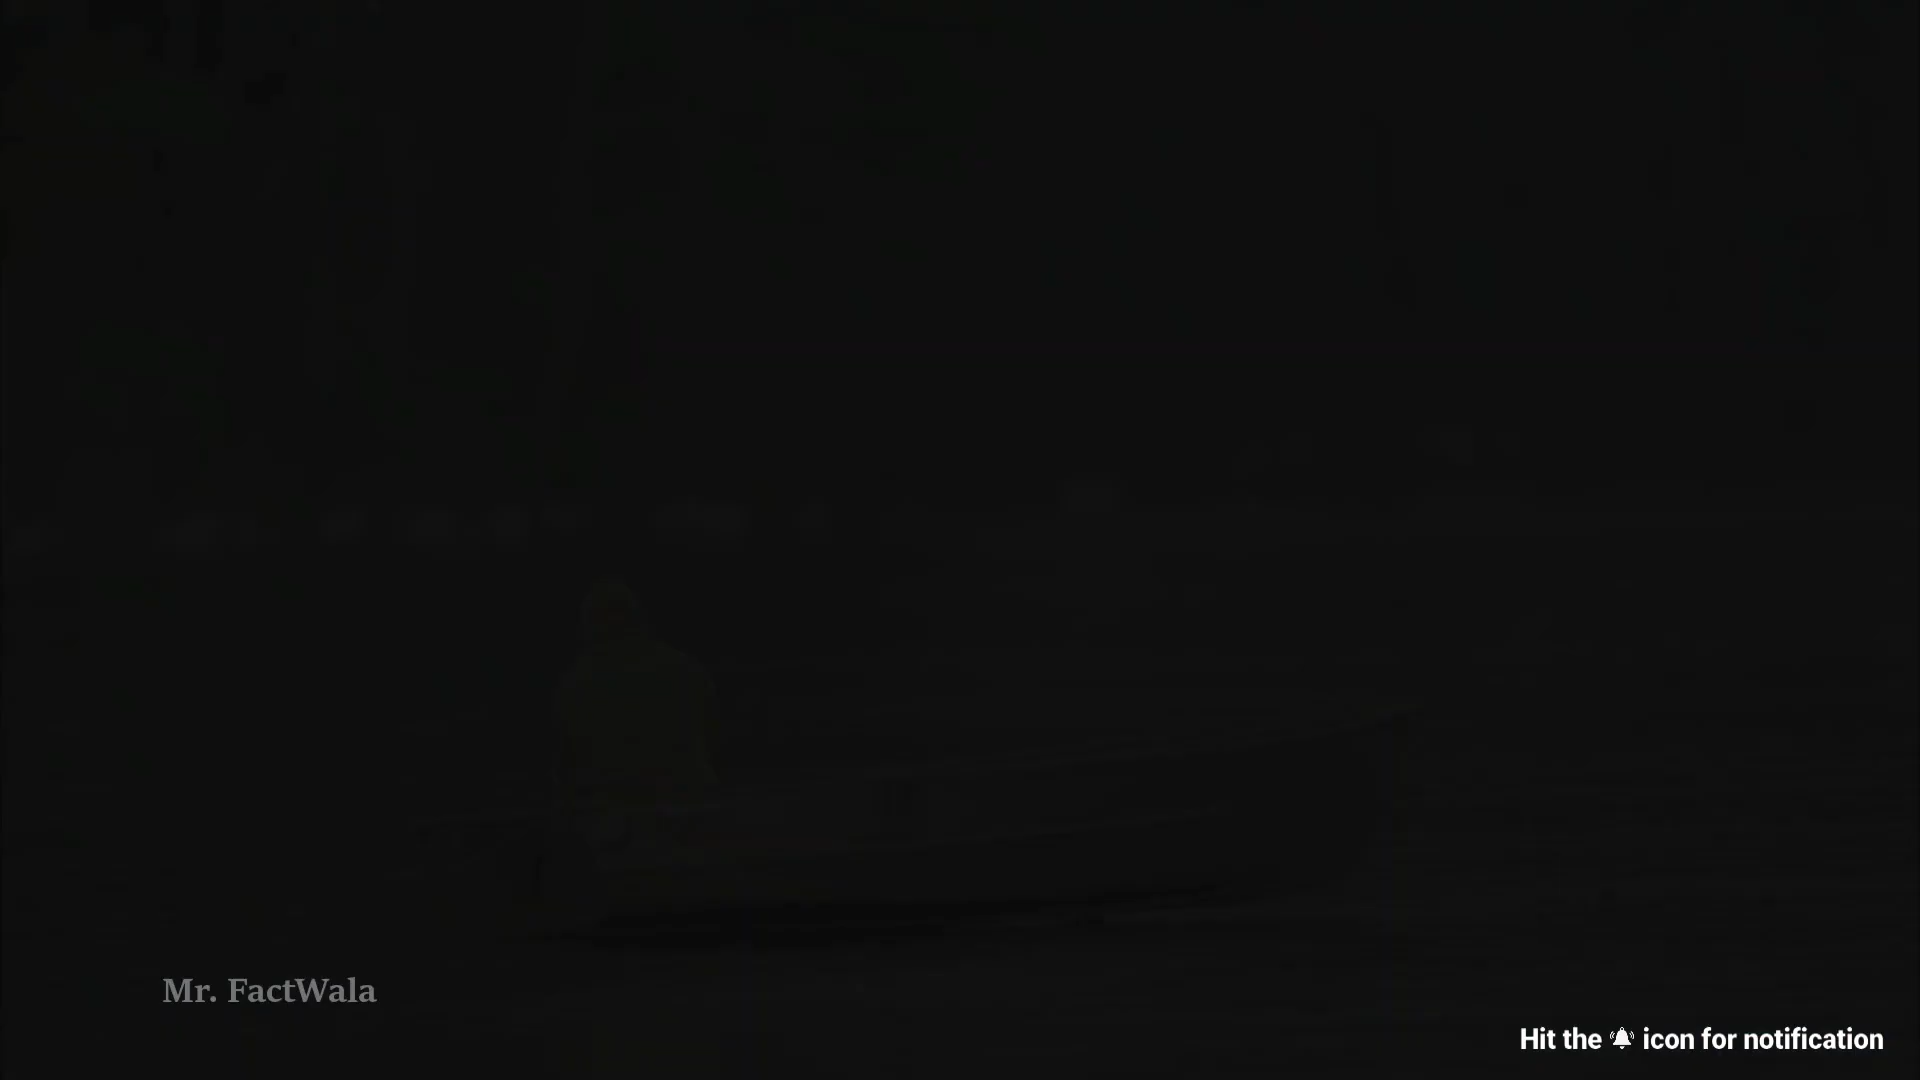 Mr. FactWala
Hit the 🔔 icon for notification